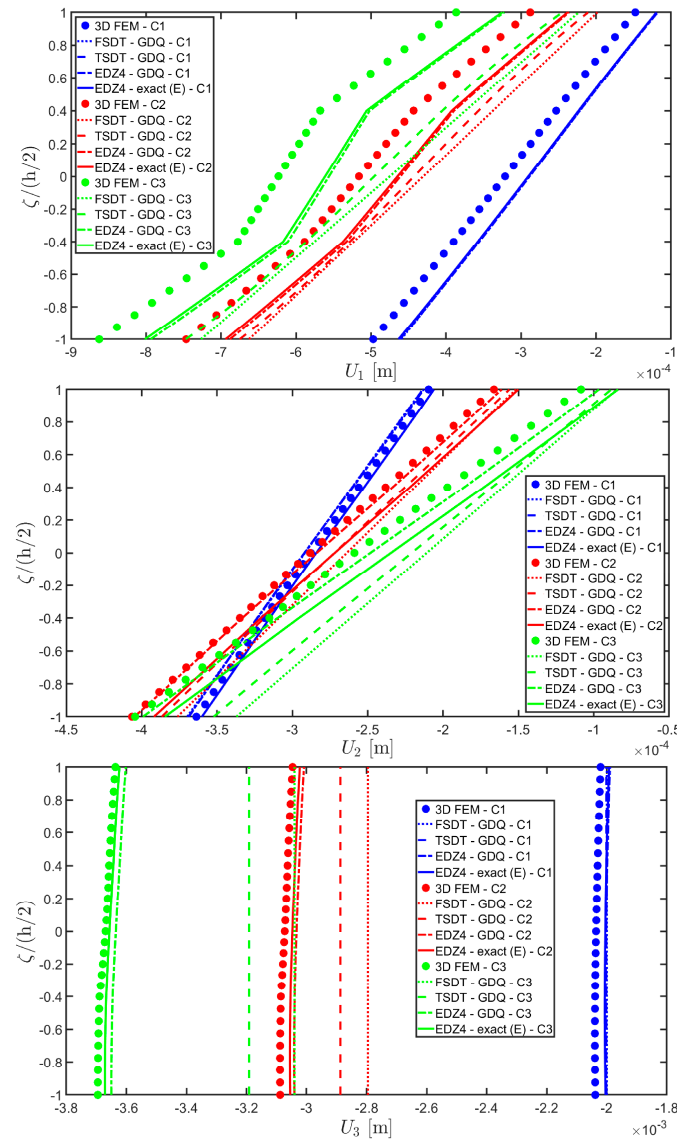 1
0.8
0.6
0.4
0.2
0
-0.2
-0.4
-0.6
-0.8
-1
ζ/(h/2)
3D FEM - C1
FSDT - GDQ - C1
TSDT - GDQ - C1
EDZ4 - GDQ - C1
EDZ4 - exact (E) - C1
3D FEM - C2
FSDT - GDQ - C2
TSDT - GDQ - C2
EDZ4 - GDQ - C2
EDZ4 - exact (E) - C2
3D FEM - C3
FSDT - GDQ - C3
TSDT - GDQ - C3
EDZ4 - GDQ - C3
EDZ4 - exact (E) - C3
-9 -8 -7 -6 -5 -4 -3 -2 -1
U₁ [m]
×10⁻⁴
1
0.8
0.6
0.4
0.2
0
-0.2
-0.4
-0.6
-0.8
-1
ζ/(h/2)
3D FEM - C1
FSDT - GDQ - C1
TSDT - GDQ - C1
EDZ4 - GDQ - C1
EDZ4 - exact (E) - C1
3D FEM - C2
FSDT - GDQ - C2
TSDT - GDQ - C2
EDZ4 - GDQ - C2
EDZ4 - exact (E) - C2
3D FEM - C3
FSDT - GDQ - C3
TSDT - GDQ - C3
EDZ4 - GDQ - C3
EDZ4 - exact (E) - C3
-4.5 -4 -3.5 -3 -2.5 -2 -1.5 -1 -0.5
U₂ [m]
×10⁻⁴
1
0.8
0.6
0.4
0.2
0
-0.2
-0.4
-0.6
-0.8
-1
ζ/(h/2)
3D FEM - C1
FSDT - GDQ - C1
TSDT - GDQ - C1
EDZ4 - GDQ - C1
EDZ4 - exact (E) - C1
3D FEM - C2
FSDT - GDQ - C2
TSDT - GDQ - C2
EDZ4 - GDQ - C2
EDZ4 - exact (E) - C2
3D FEM - C3
FSDT - GDQ - C3
TSDT - GDQ - C3
EDZ4 - GDQ - C3
EDZ4 - exact (E) - C3
-3.8 -3.6 -3.4 -3.2 -3 -2.8 -2.6 -2.4 -2.2 -2 -1.8
U₃ [m]
×10⁻³